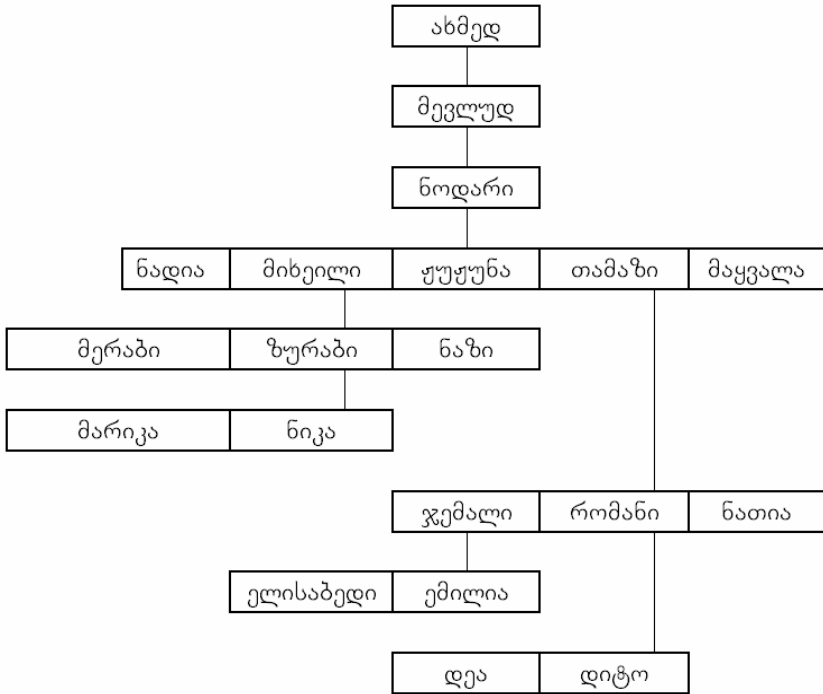 ახმედ
მევლუდ
ნოდარი
ნადია მიხეილი ჟუჟუნა თამაზი მაყვალა
მერაბი ზურაბი ნაზი
მარიკა ნიკა
ჯემალი რომანი ნათია
ელისაბედი ემილია
დეა დიტო